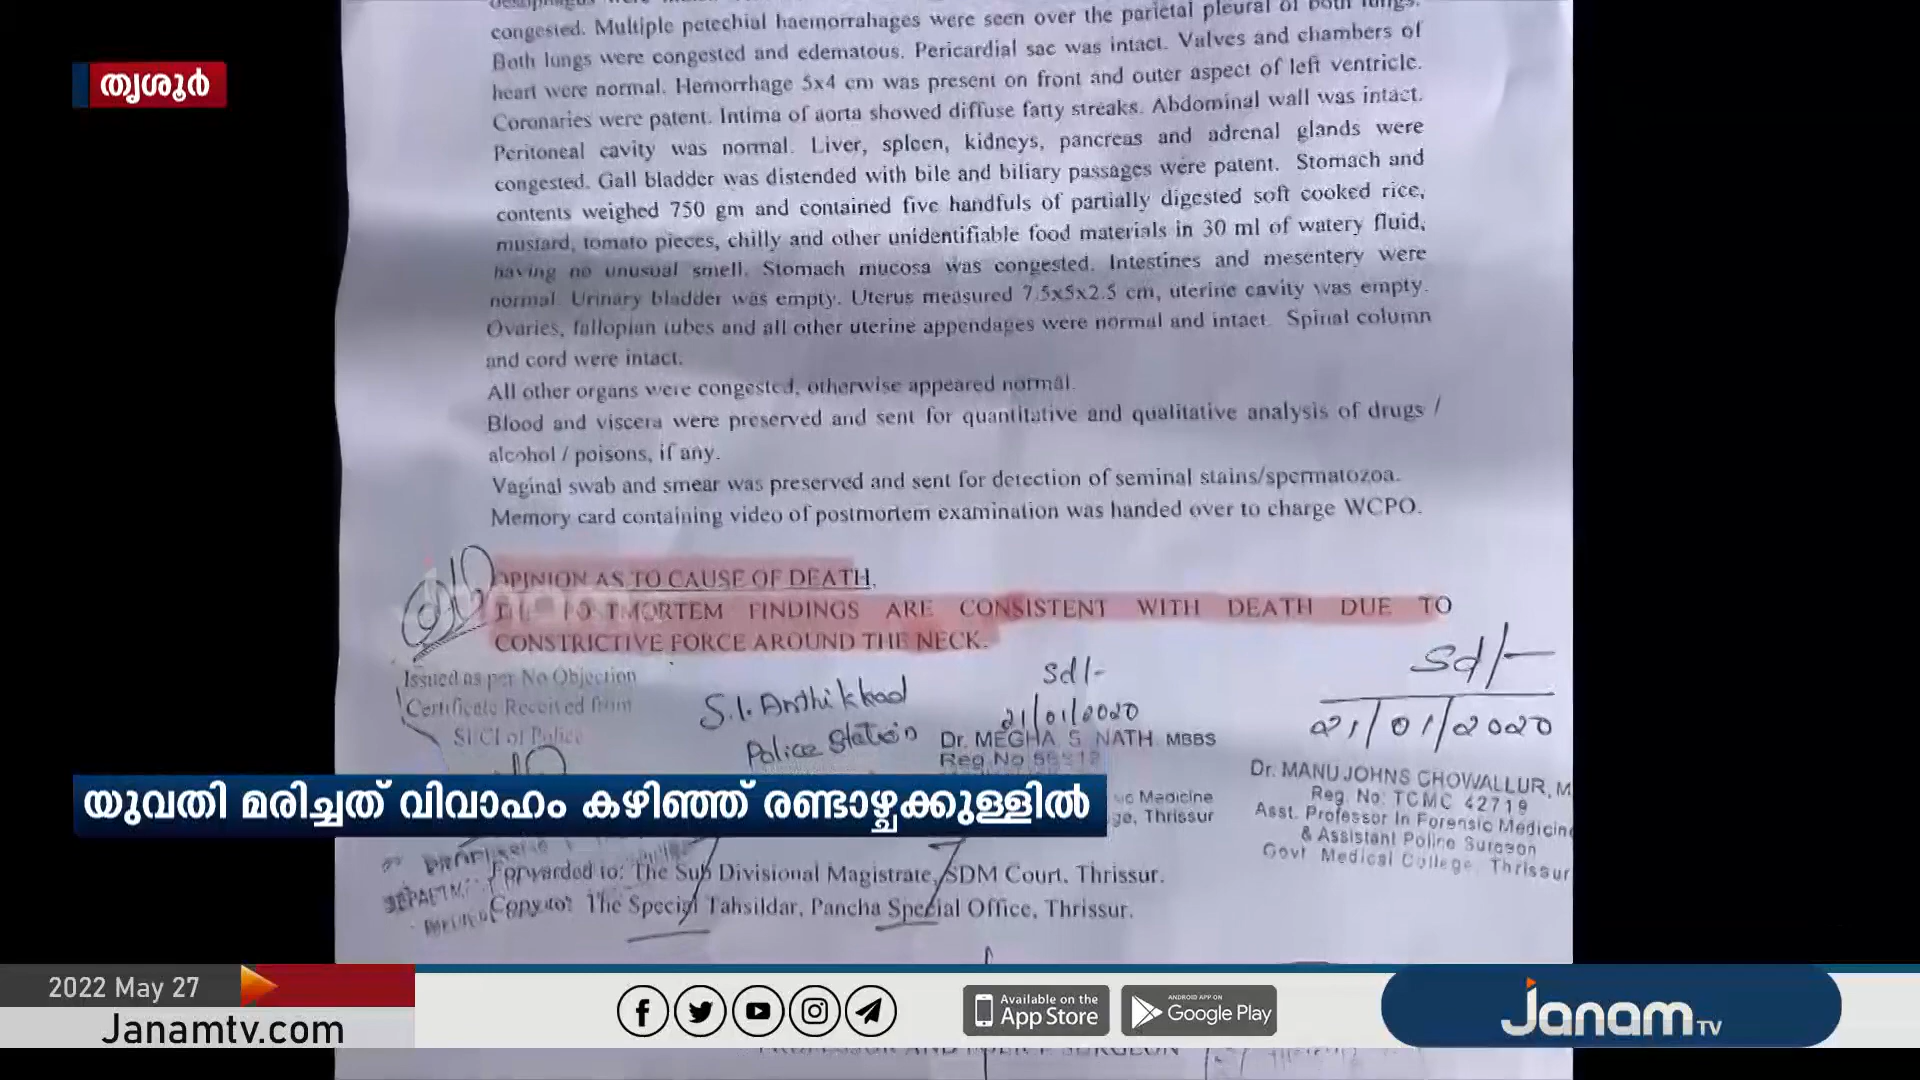 തൃശൂർ
congested. Multiple petechial haemorrahages were seen over the parietal pleural of both lungs.
Both lungs were congested and edematous. Pericardial sac was intact. Valves and chambers of
heart were normal. Hemorrhage 5x4 cm was present on front and outer aspect of left ventricle.
Coronaries were patent. Intima of aorta showed diffuse fatty streaks. Abdominal wall was intact.
Peritoneal cavity was normal. Liver, spleen, kidneys, pancreas and adrenal glands were
congested. Gall bladder was distended with bile and biliary passages were patent. Stomach and
contents weighed 750 gm and contained five handfuls of partially digested soft cooked rice,
mustard, tomato pieces, chilly and other unidentifiable food materials in 30 ml of watery fluid,
having no unusual smell. Stomach mucosa was congested. Intestines and mesentery were
normal. Urinary bladder was empty. Uterus measured 7.5x5x2.5 cm, uterine cavity was empty.
Ovaries, fallopian tubes and all other uterine appendages were normal and intact. Spinal column
and cord were intact.
All other organs were congested, otherwise appeared normal.
Blood and viscera were preserved and sent for quantitative and qualitative analysis of drugs /
alcohol / poisons, if any.
Vaginal swab and smear was preserved and sent for detection of seminal stains/spermatozoa.
Memory card containing video of postmortem examination was handed over to charge WCPO.
OPINION AS TO CAUSE OF DEATH.
FINDINGS ARE CONSISTENT WITH DEATH DUE TO
CONSTRICTIVE FORCE AROUND THE NECK.
Issued as per No Objection
Certificate Received from
of Police
S.I. Anthikkad
Police Station
Sd/-
21/01/2020
Dr. MEGHA S. NATH MBBS
Reg.No
Medicine
Thrissur
Sd/-
21/01/2020
Dr. MANU JOHNS CHOWALLUR, M
Reg. No: TCMC 42719
Asst. Professor In Forensic Medicine
& Assistant Police Surgeon
Govt. Medical College, Thrissur
യുവതി മരിച്ചത് വിവാഹം കഴിഞ്ഞ് രണ്ടാഴ്ചക്കുള്ളിൽ
Forwarded to: The Sub Divisional Magistrate, SDM Court, Thrissur.
Copy to: The Special Tahsildar, Pancha Special Office, Thrissur.
2022 May 27
Janamtv.com
Available on the
App Store
ANDROID APP ON
Google Play
Janam TV